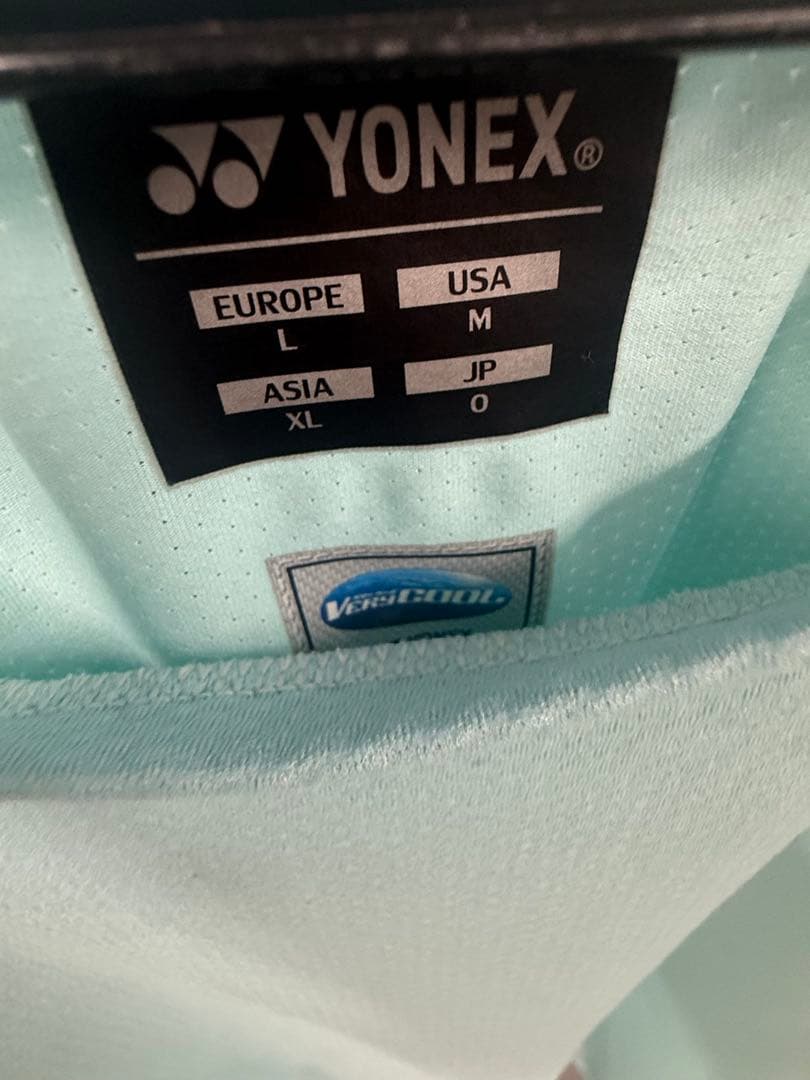 YONEX®
EUROPE USA
L M
ASIA JP
XL O
VERYCOOL